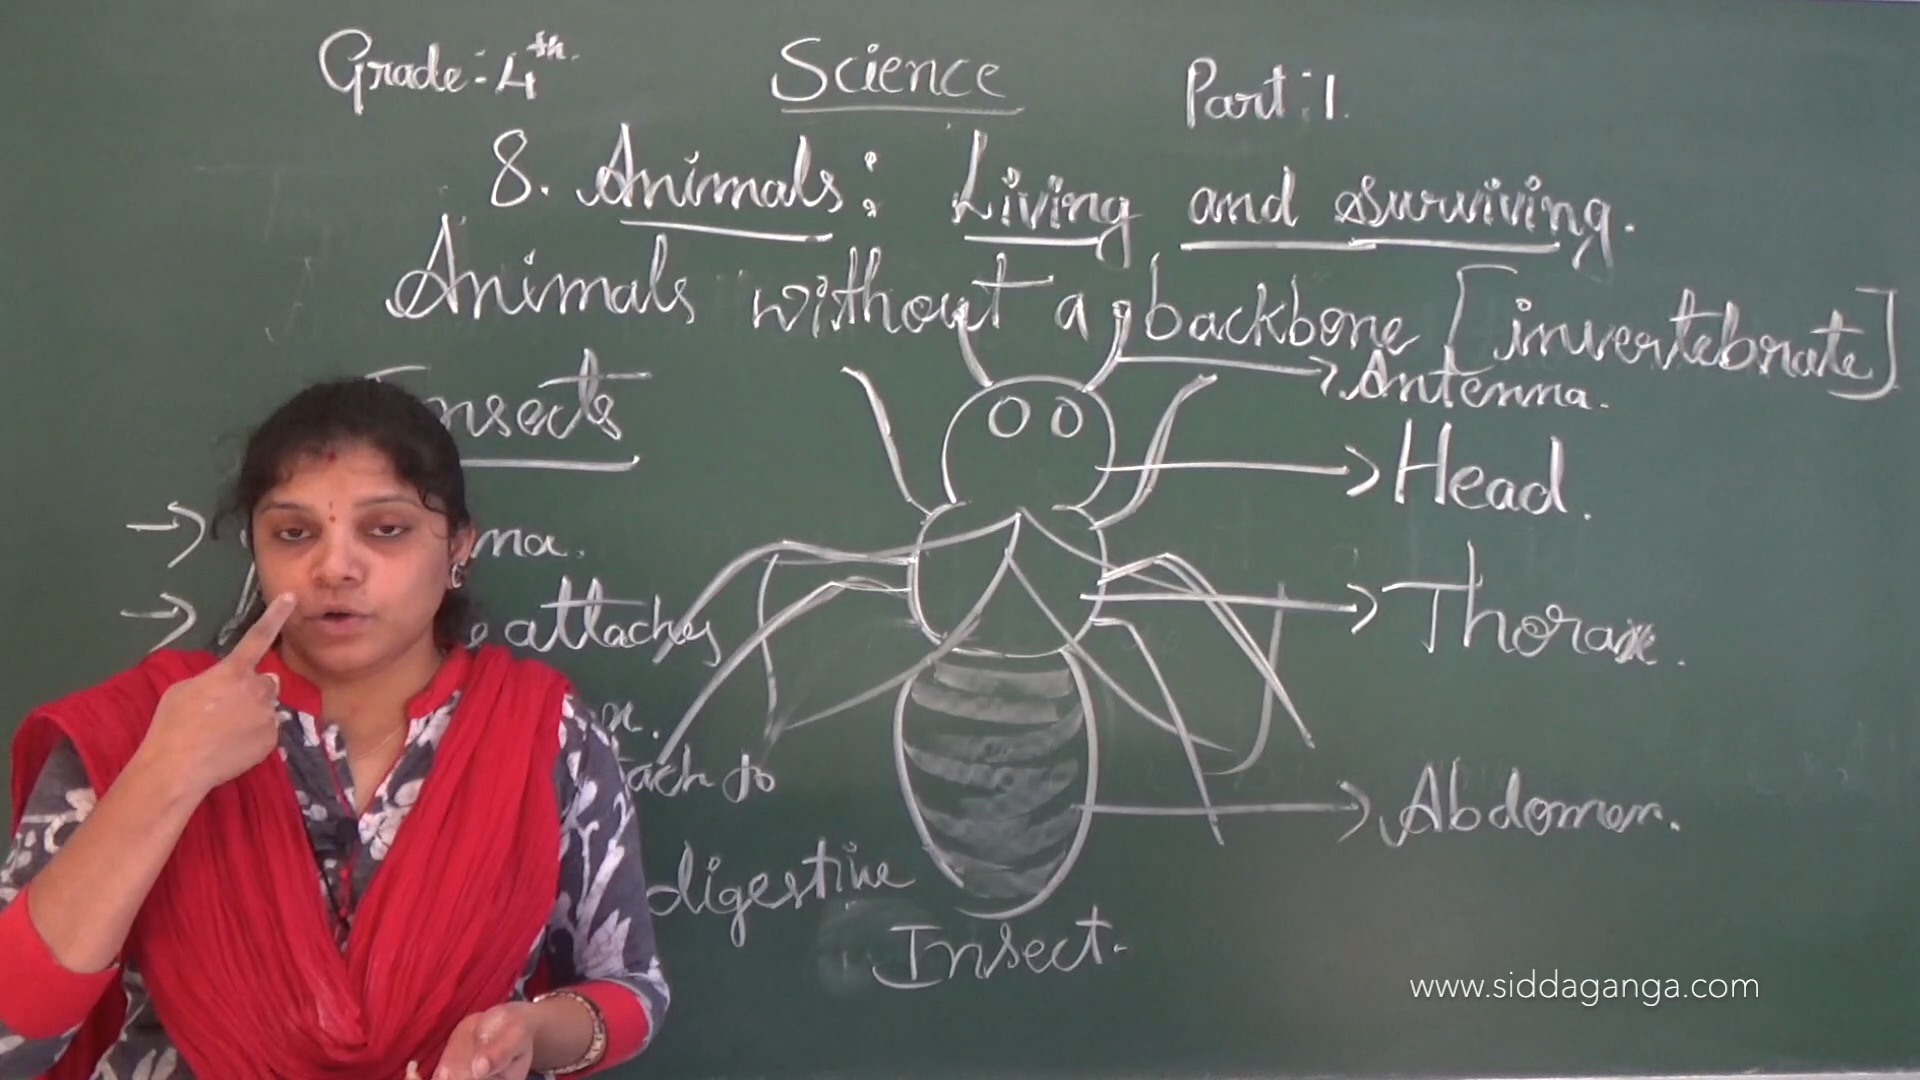 Grade:-4th.
Science
Part:1.
8. Animals: Living and surviving.
Animals without a backbone [invertebrate]
Insects
Antenna.
Head.
Thorax.
Abdomen.
→
→ attaches
to
digestive
Insect.
www.siddaganga.com